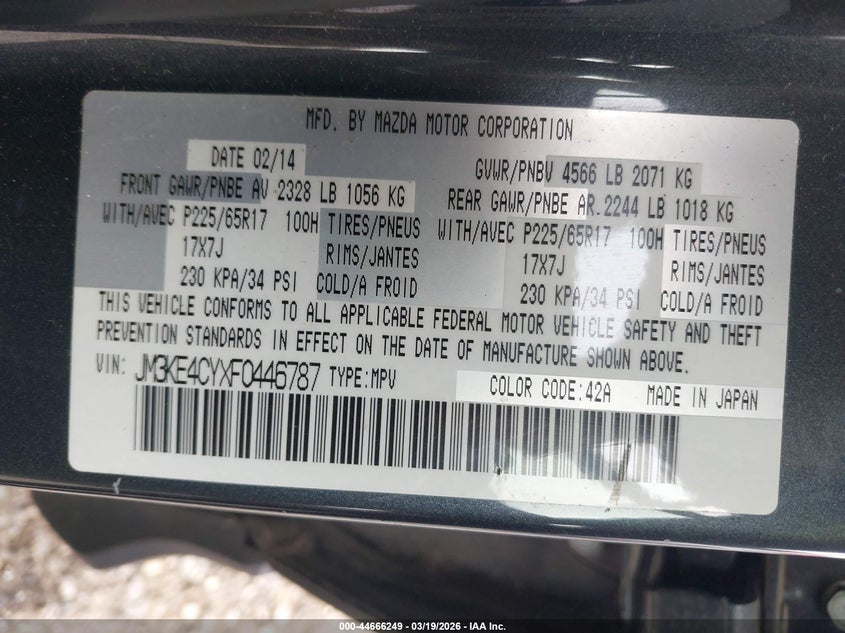 MFD. BY MAZDA MOTOR CORPORATION
DATE 02/14 GVWR/PNBV 4566 LB 2071 KG
FRONT GAWR/PNBE AV 2328 LB 1056 KG REAR GAWR/PNBE AR.2244 LB 1018 KG
WITH/AVEC P225/65R17 100H TIRES/PNEUS WITH/AVEC P225/65R17 100H TIRES/PNEUS
17X7J RIMS/JANTES 17X7J RIMS/JANTES
230 KPA/34 PSI COLD/A FROID 230 KPA/34 PSI COLD/A FROID
THIS VEHICLE CONFORMS TO ALL APPLICABLE FEDERAL MOTOR VEHICLE SAFETY AND THEFT
PREVENTION STANDARDS IN EFFECT ON THE DATE OF MANUFACTURE SHOWN ABOVE.
VIN: JM3KE4CYXF0446787 TYPE:MPV
COLOR CODE:42A MADE IN JAPAN
000-44666249 - 03/19/2026 - IAA Inc.